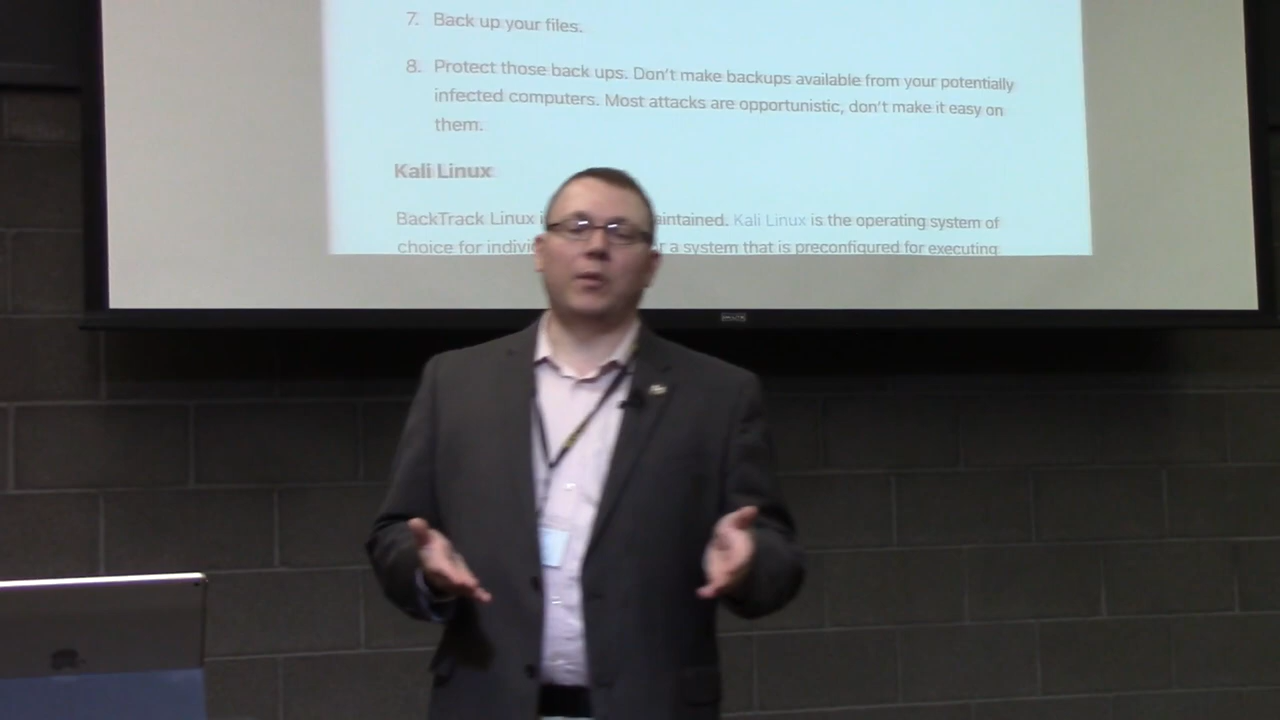 7. Back up your files.
8. Protect those back ups. Don't make backups available from your potentially
infected computers. Most attacks are opportunistic, don't make it easy on
them.
Kali Linux
BackTrack Linux aintained. Kali Linux is the operating system of
choice for a system that is preconfigured for executing